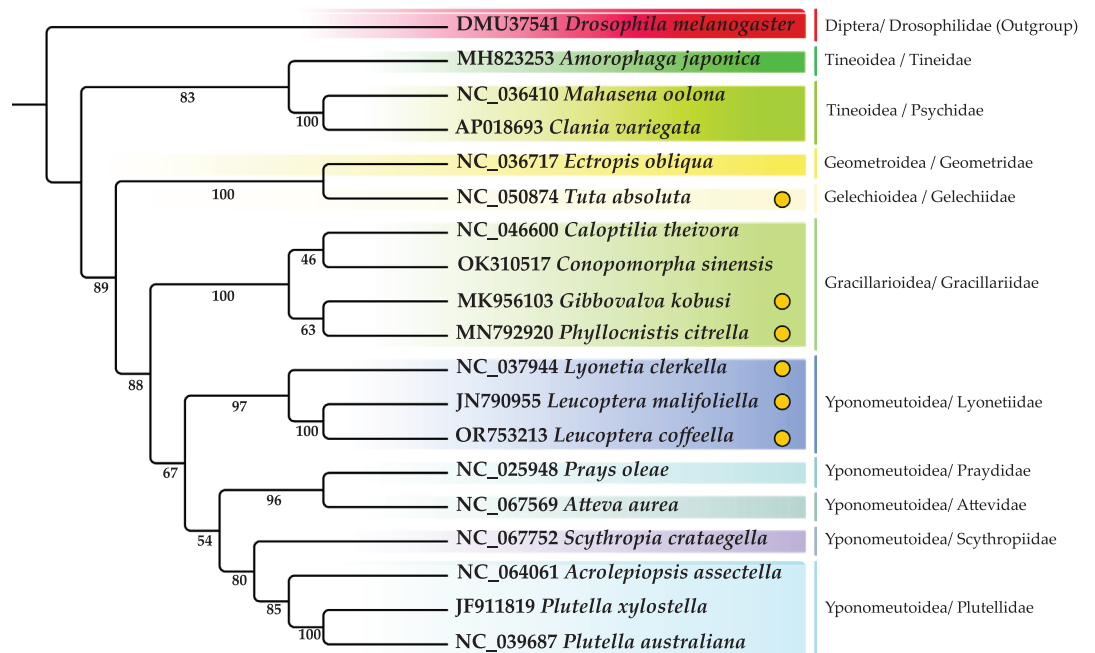 DMU37541 Drosophila melanogaster
Diptera/ Drosophilidae (Outgroup)
MH823253 Amorophaga japonica
Tineoidea / Tineidae
83
NC_036410 Mahasena oolona
Tineoidea / Psychidae
100
AP018693 Clania variegata
NC_036717 Ectropis obliqua
Geometroidea / Geometridae
100
NC_050874 Tuta absoluta
Gelechioidea / Gelechiidae
NC_046600 Caloptilia theivora
46
OK310517 Conopomorpha sinensis
89
Gracillarioidea/ Gracillariidae
100
MK956103 Gibbovalva kobusi
63
MN792920 Phyllocnistis citrella
NC_037944 Lyonetia clerkella
88
97
JN790955 Leucoptera malifoliella
Yponomeutoidea/ Lyonetiidae
100
OR753213 Leucoptera coffeella
67
NC_025948 Prays oleae
Yponomeutoidea/ Praydidae
96
NC_067569 Atteva aurea
Yponomeutoidea/ Attevidae
54
NC_067752 Scythropia crataegella
Yponomeutoidea/ Scythropiidae
80
NC_064061 Acrolepiopsis assectella
85
JF911819 Plutella xylostella
Yponomeutoidea/ Plutellidae
100
NC_039687 Plutella australiana